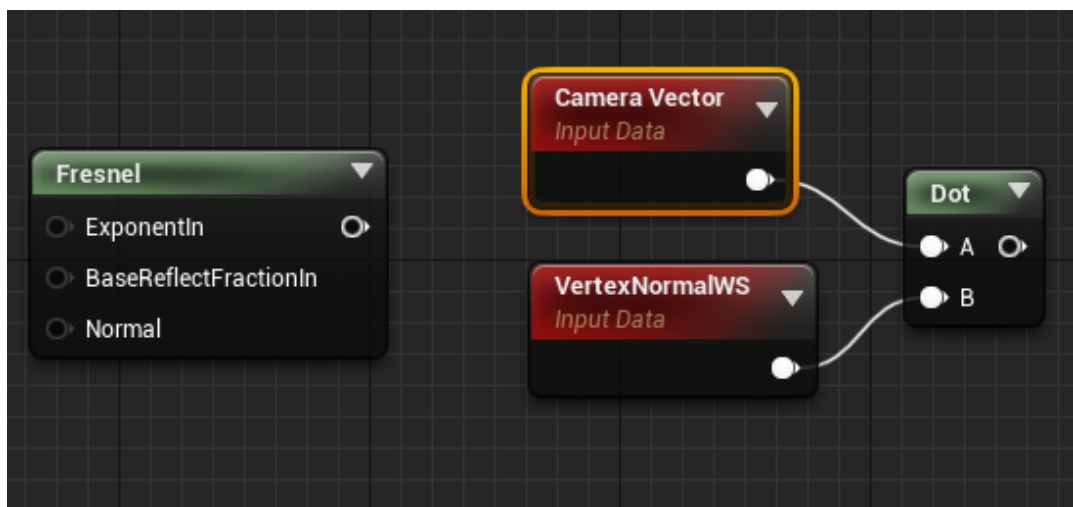 Fresnel
ExponentIn
BaseReflectFractionIn
Normal
Camera Vector
Input Data
VertexNormalWS
Input Data
Dot
A
B